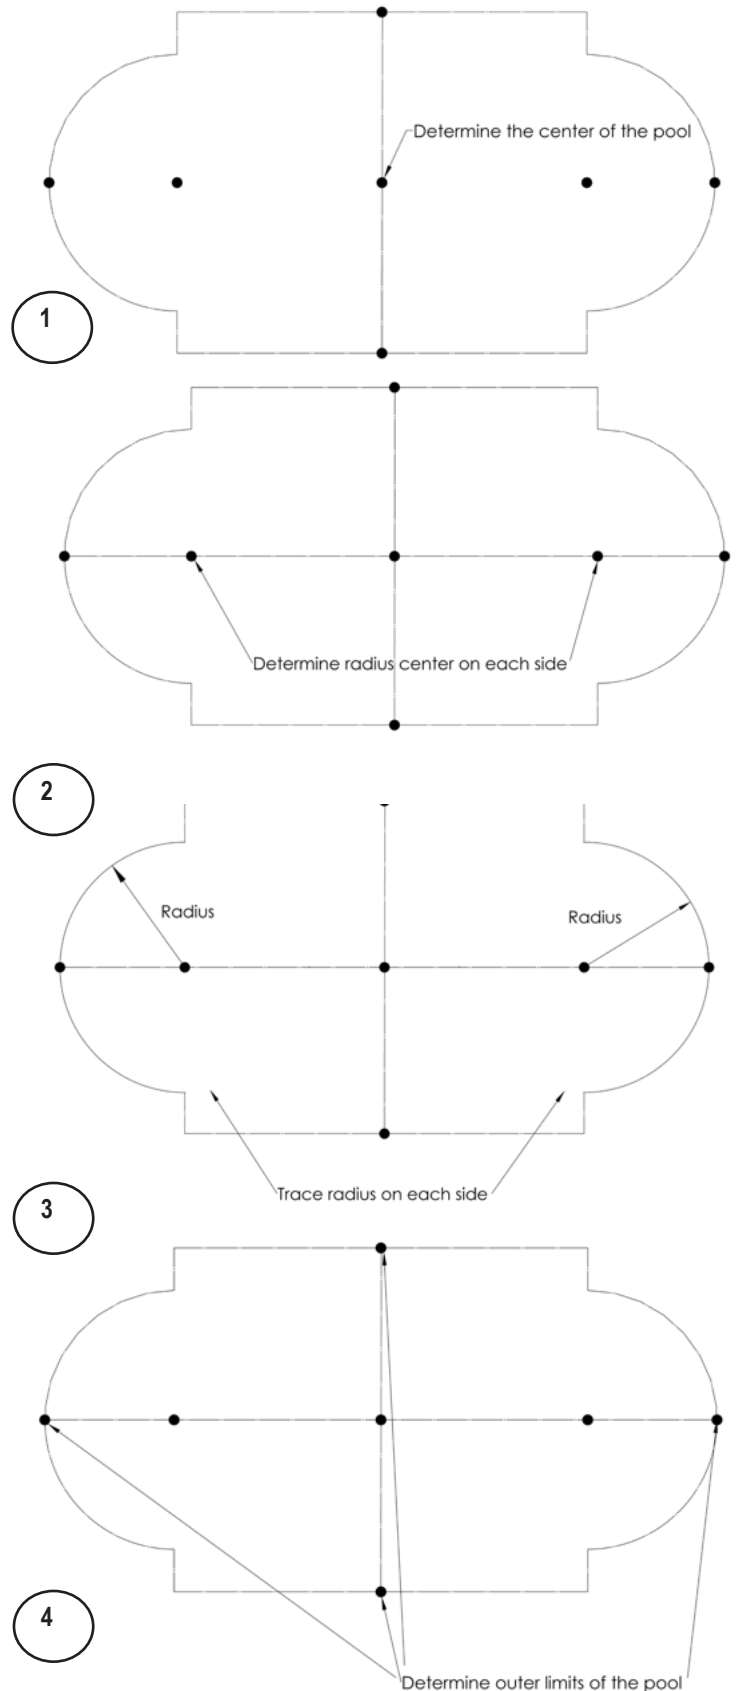 Determine the center of the pool
1
Determine radius center on each side
2
Radius
Radius
Trace radius on each side
3
4
Determine outer limits of the pool